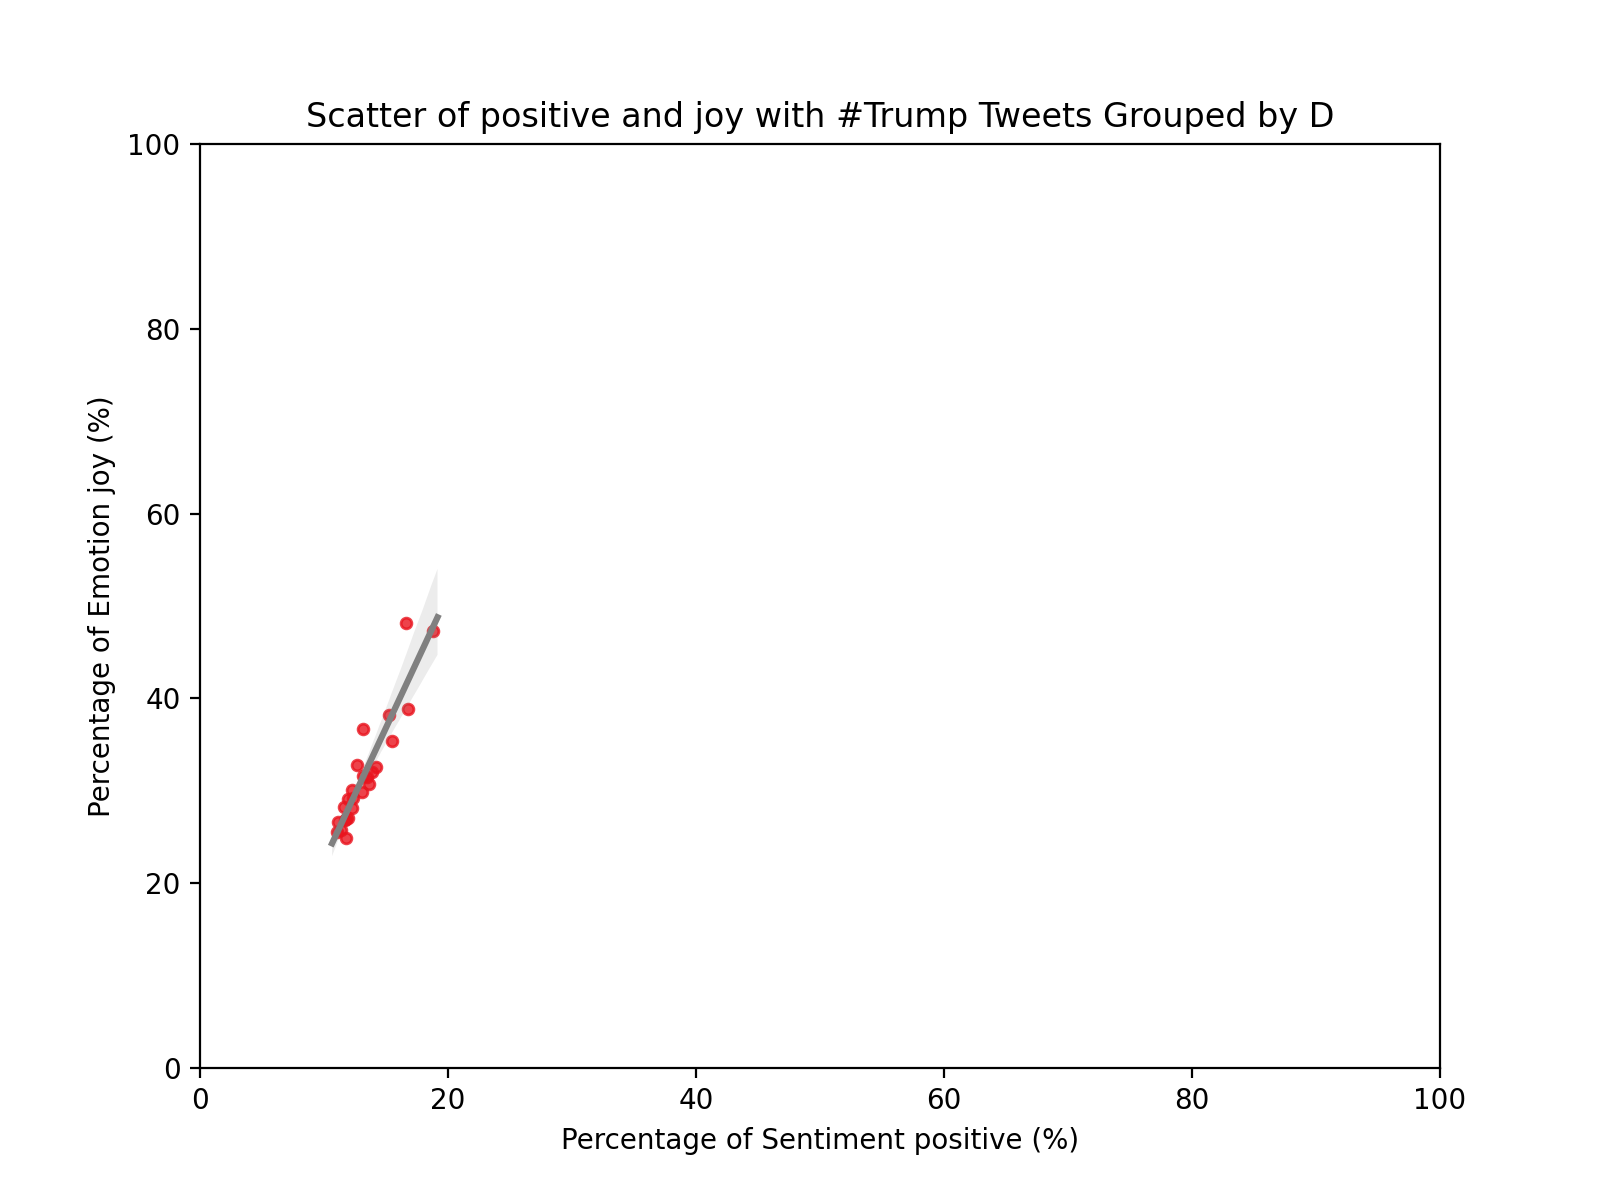 Scatter of positive and joy with #Trump Tweets Grouped by D
100
80
60
40
20
0
Percentage of Emotion joy (%)
0 20 40 60 80 100
Percentage of Sentiment positive (%)